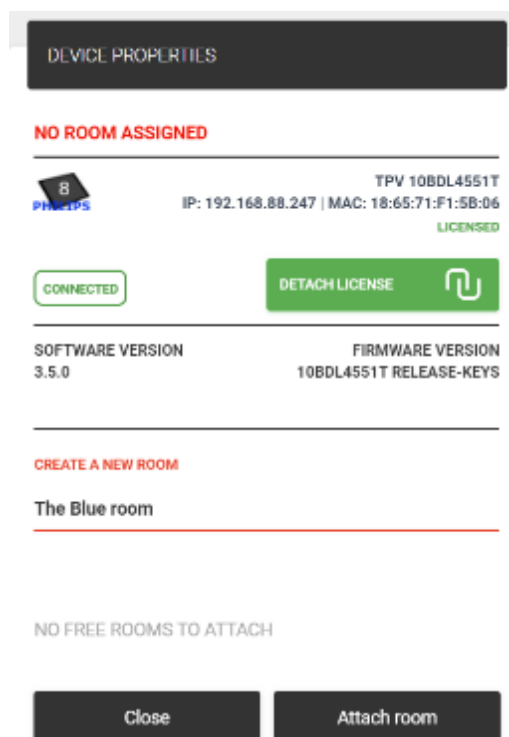 DEVICE PROPERTIES
NO ROOM ASSIGNED
8
PHILIPS
TPV 10BDL4551T
IP: 192.168.88.247 | MAC: 18:65:71:F1:5B:06
LICENSED
CONNECTED
DETACH LICENSE
SOFTWARE VERSION
3.5.0
FIRMWARE VERSION
10BDL4551T RELEASE-KEYS
CREATE A NEW ROOM
The Blue room
NO FREE ROOMS TO ATTACH
Close
Attach room